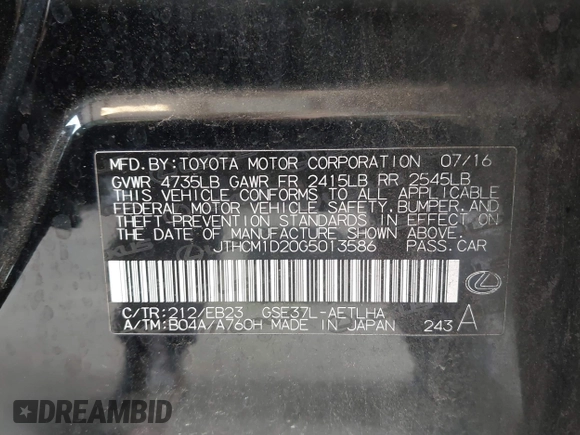 MFD.BY:TOYOTA MOTOR CORPORATION 07/16
GVWR 4735LB GAWR FR 2415LB RR 2545LB
THIS VEHICLE CONFORMS TO ALL APPLICABLE
FEDERAL MOTOR VEHICLE SAFETY, BUMPER, AND
THEFT PREVENTION STANDARDS IN EFFECT ON
THE DATE OF MANUFACTURE SHOWN ABOVE.
JTHCM1D20G5013586 PASS.CAR
C/TR:212/EB23 GSE37L-AETLHA
A/TM:B04A/A760H MADE IN JAPAN 243 A
DREAMBID